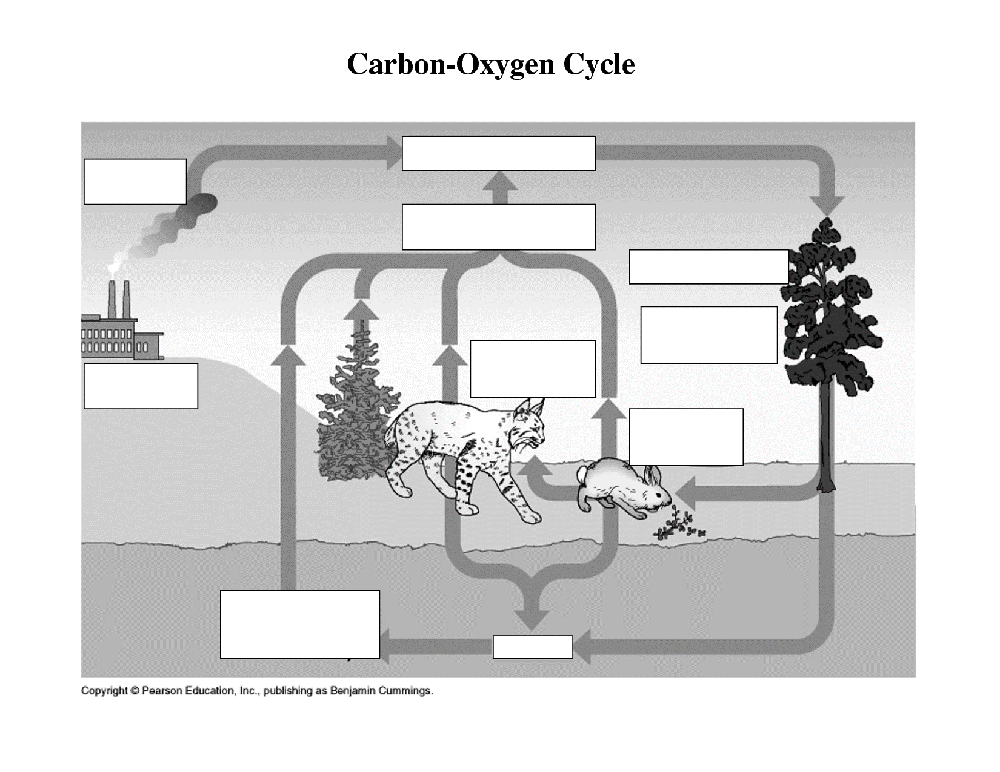 Carbon-Oxygen Cycle
Copyright © Pearson Education, Inc., publishing as Benjamin Cummings.